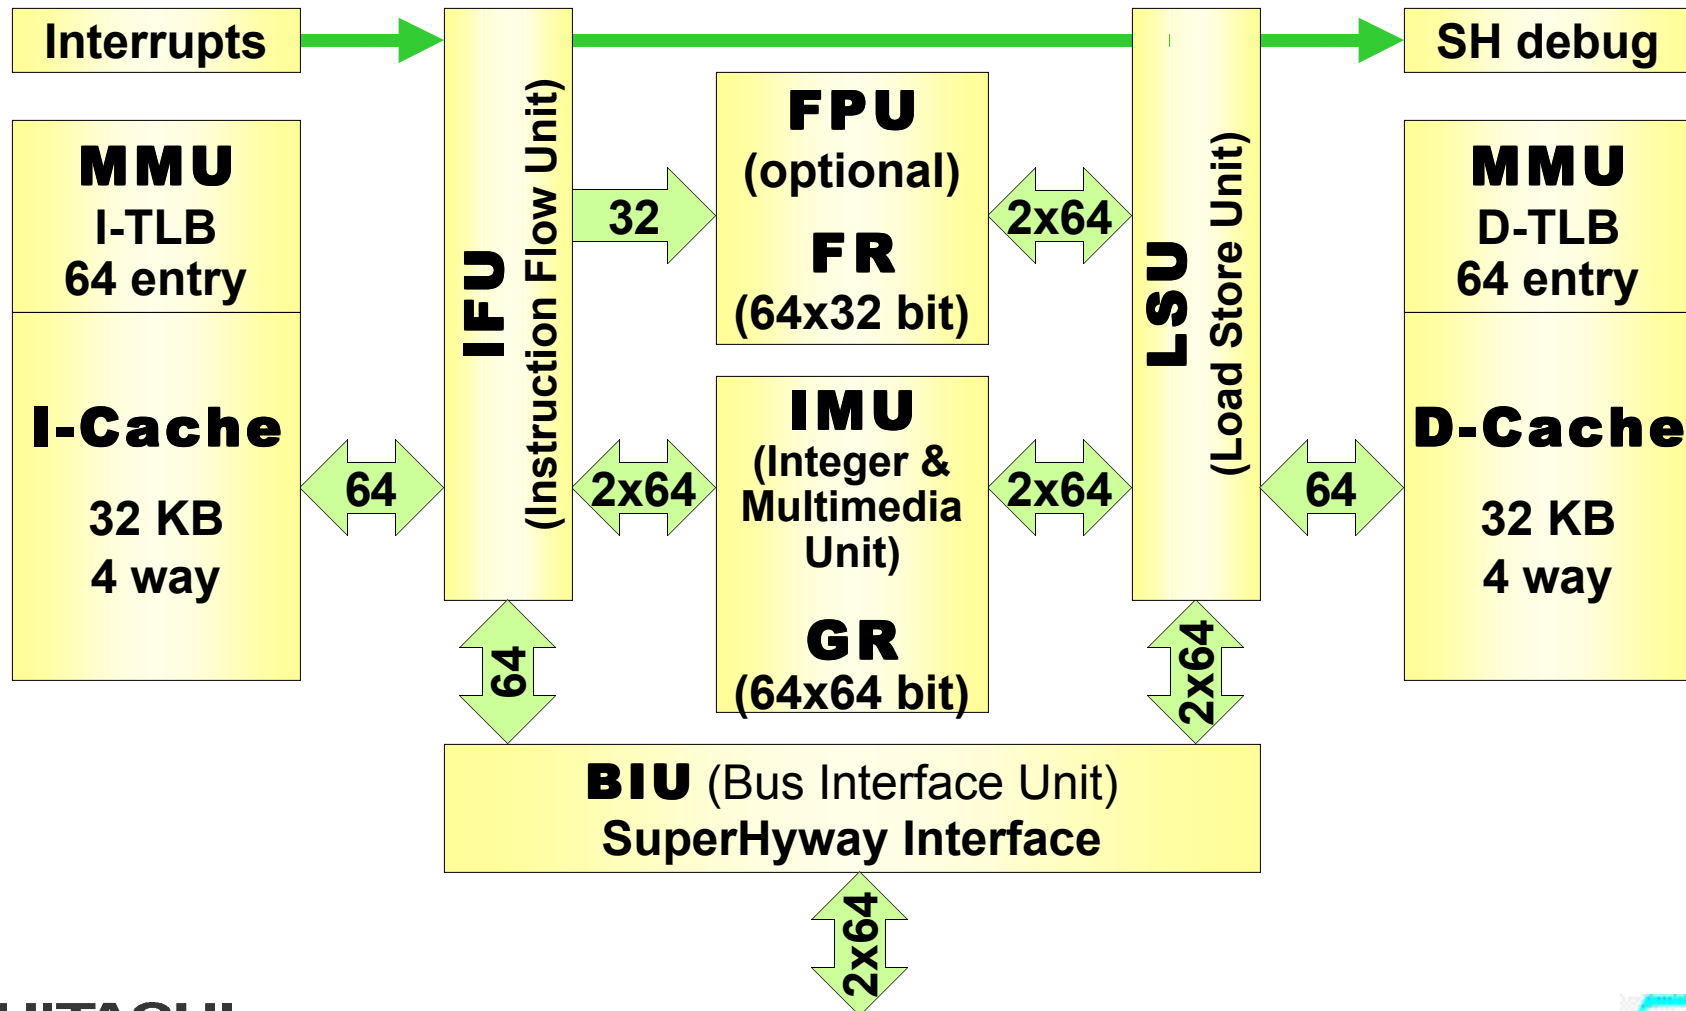 Interrupts
SH debug
MMU
I-TLB
64 entry
I-Cache
32 KB
4 way
64
IFU
(Instruction Flow Unit)
32
2x64
64
FPU
(optional)
FR
(64x32 bit)
IMU
(Integer &
Multimedia
Unit)
GR
(64x64 bit)
2x64
2x64
LSU
(Load Store Unit)
2x64
64
MMU
D-TLB
64 entry
D-Cache
32 KB
4 way
BIU (Bus Interface Unit)
SuperHyway Interface
2x64
HITACHI